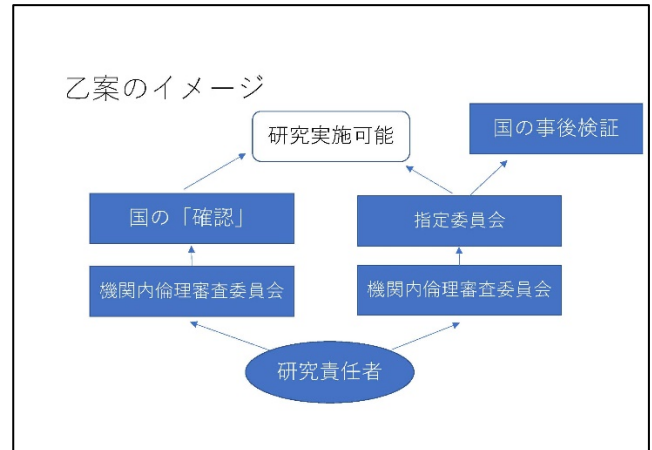 乙案のイメージ
研究実施可能
国の事後検証
国の「確認」
指定委員会
機関内倫理審査委員会
機関内倫理審査委員会
研究責任者